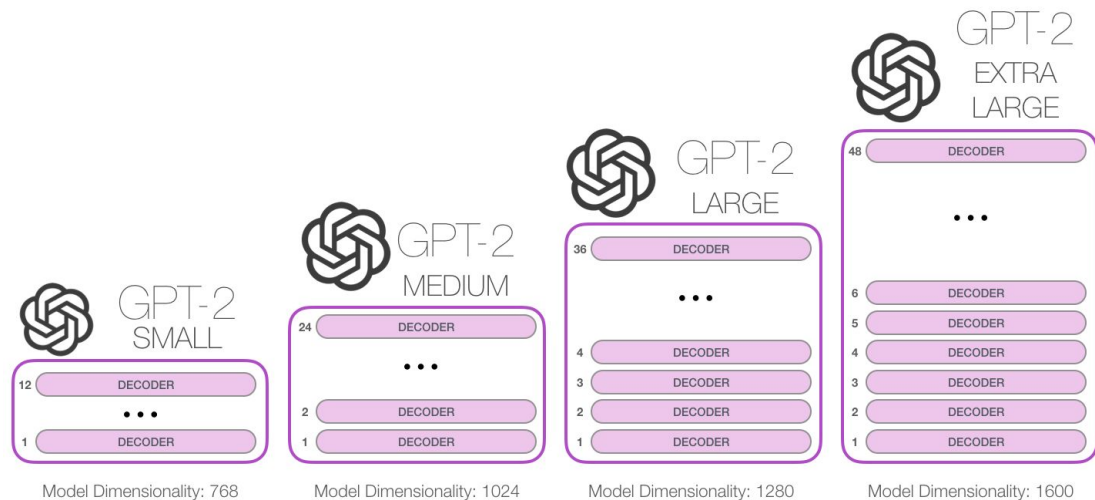 GPT-2
SMALL
12 DECODER
...
1 DECODER
Model Dimensionality: 768
GPT-2
MEDIUM
24 DECODER
...
2 DECODER
1 DECODER
Model Dimensionality: 1024
GPT-2
LARGE
36 DECODER
...
4 DECODER
3 DECODER
2 DECODER
1 DECODER
Model Dimensionality: 1280
GPT-2
EXTRA
LARGE
48 DECODER
...
6 DECODER
5 DECODER
4 DECODER
3 DECODER
2 DECODER
1 DECODER
Model Dimensionality: 1600